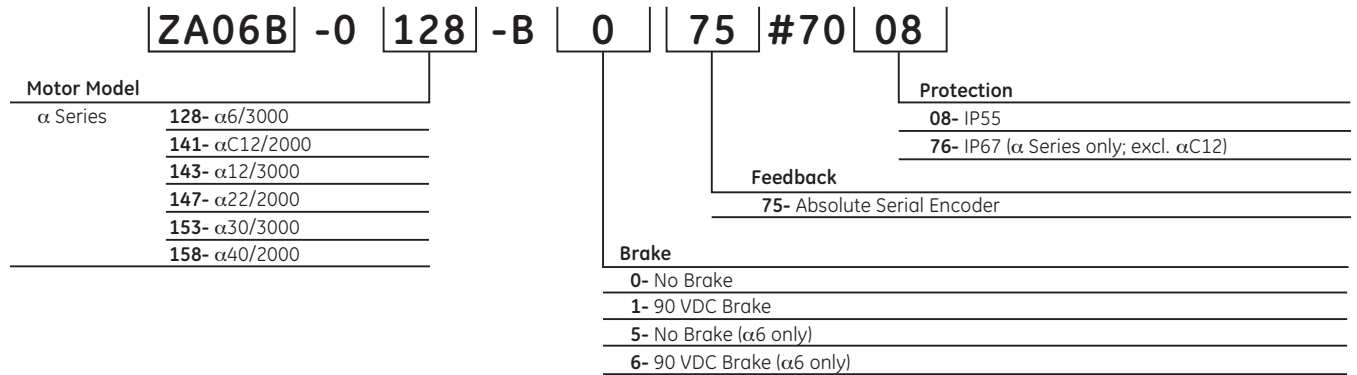 ZA06B -0 128 -B 0 75 #70 08
Motor Model
α Series
128- α6/3000
141- αC12/2000
143- α12/3000
147- α22/2000
153- α30/3000
158- α40/2000
Protection
08- IP55
76- IP67 (α Series only; excl. αC12)
Feedback
75- Absolute Serial Encoder
Brake
0- No Brake
1- 90 VDC Brake
5- No Brake (α6 only)
6- 90 VDC Brake (α6 only)